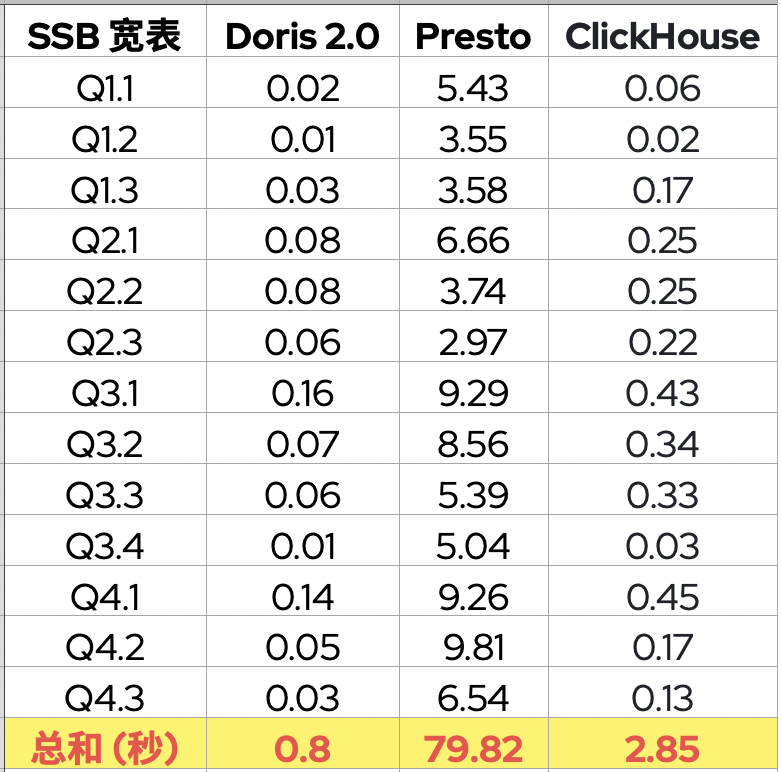 SSB 宽表 Doris 2.0 Presto ClickHouse
Q1.1 0.02 5.43 0.06
Q1.2 0.01 3.55 0.02
Q1.3 0.03 3.58 0.17
Q2.1 0.08 6.66 0.25
Q2.2 0.08 3.74 0.25
Q2.3 0.06 2.97 0.22
Q3.1 0.16 9.29 0.43
Q3.2 0.07 8.56 0.34
Q3.3 0.06 5.39 0.33
Q3.4 0.01 5.04 0.03
Q4.1 0.14 9.26 0.45
Q4.2 0.05 9.81 0.17
Q4.3 0.03 6.54 0.13
总和 (秒) 0.8 79.82 2.85